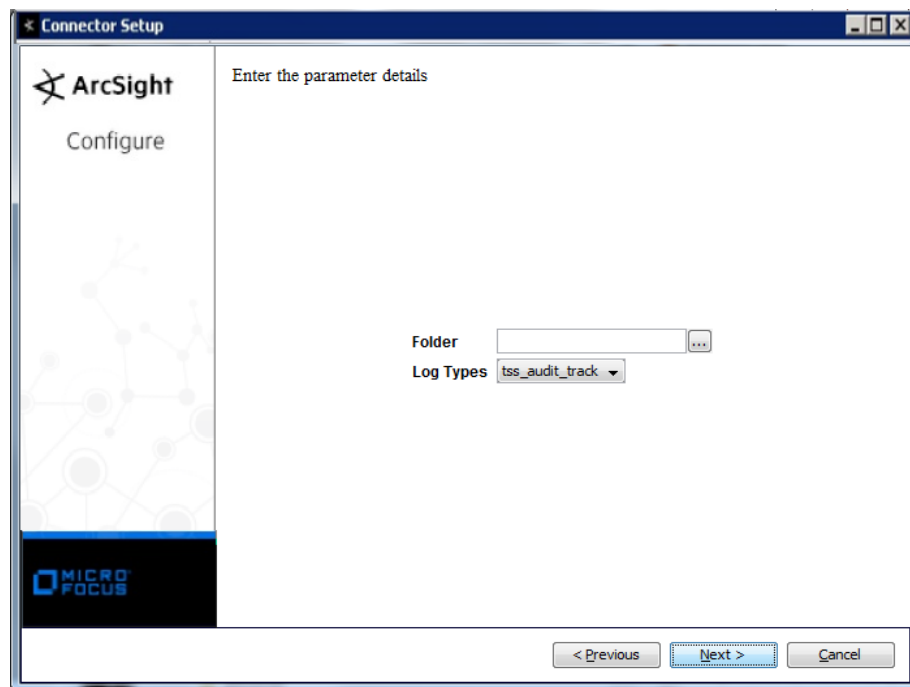 Connector Setup
ArcSight
Configure
Enter the parameter details
Folder
...
Log Types tss_audit_track
MICRO
FOCUS
< Previous Next > Cancel